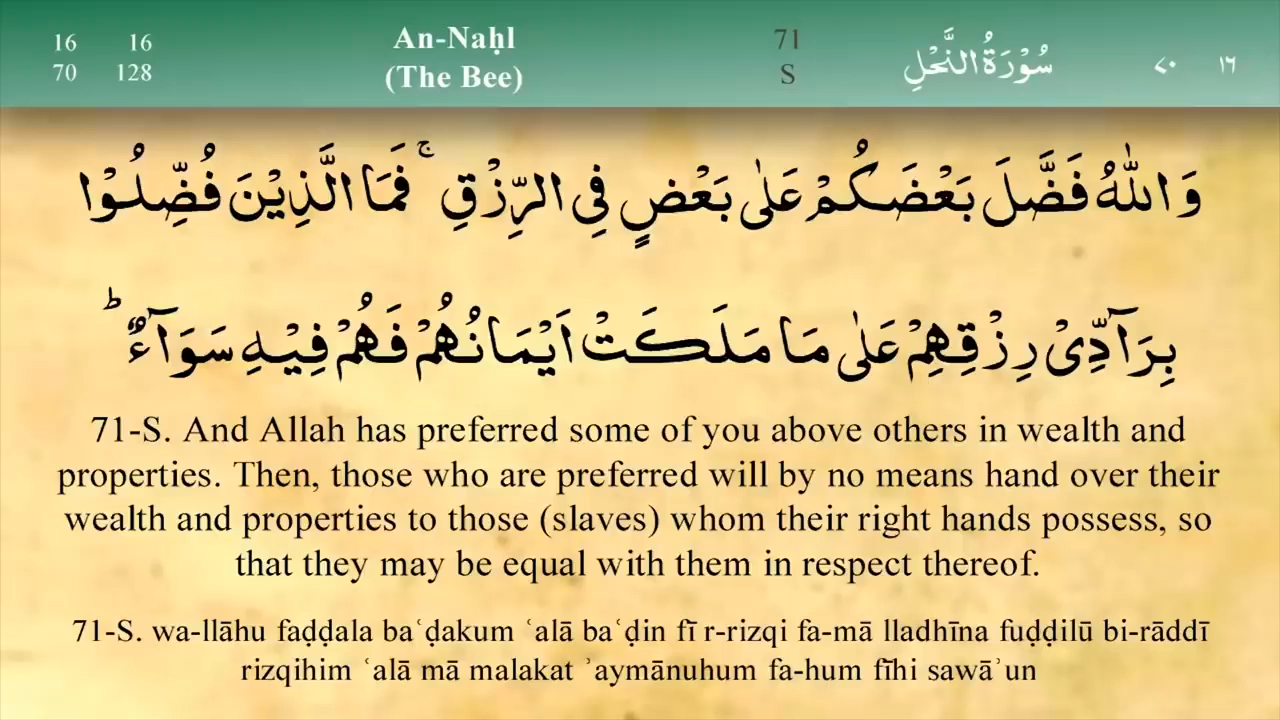 16 16 An-Naḥl 71 سُوْرَةُ النَّحْلِ ٧٠ ١٦
70 128 (The Bee) S
وَاللّٰهُ فَضَّلَ بَعْضَكُمْ عَلٰى بَعْضٍ فِى الرِّزْقِ ۚ فَمَا الَّذِيْنَ فُضِّلُوْا
بِرَآدِّىْ رِزْقِهِمْ عَلٰى مَا مَلَكَتْ اَيْمَانُهُمْ فَهُمْ فِيْهِ سَوَآءٌ ؕ
71-S. And Allah has preferred some of you above others in wealth and
properties. Then, those who are preferred will by no means hand over their
wealth and properties to those (slaves) whom their right hands possess, so
that they may be equal with them in respect thereof.
71-S. wa-llāhu faḍḍala baʿḍakum ʿalā baʿḍin fī r-rizqi fa-mā lladhīna fuḍḍilū bi-rāddī
rizqihim ʿalā mā malakat ʾaymānuhum fa-hum fīhi sawāʾun